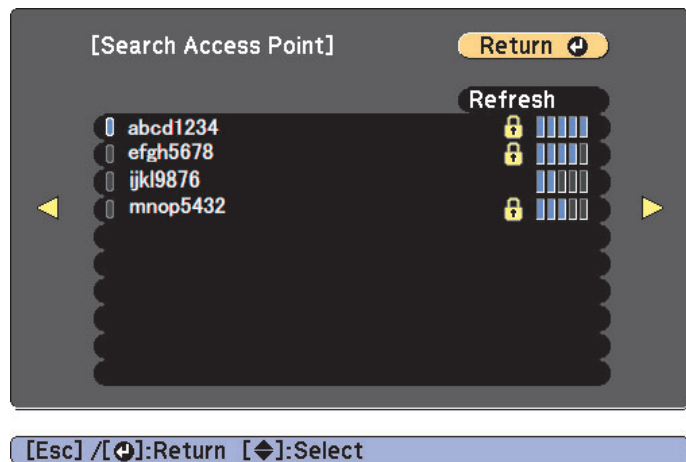 [Search Access Point]
Return
Refresh
abcd1234
efgh5678
ijkl9876
mnop5432
[Esc] /[ ]:Return [ ]:Select